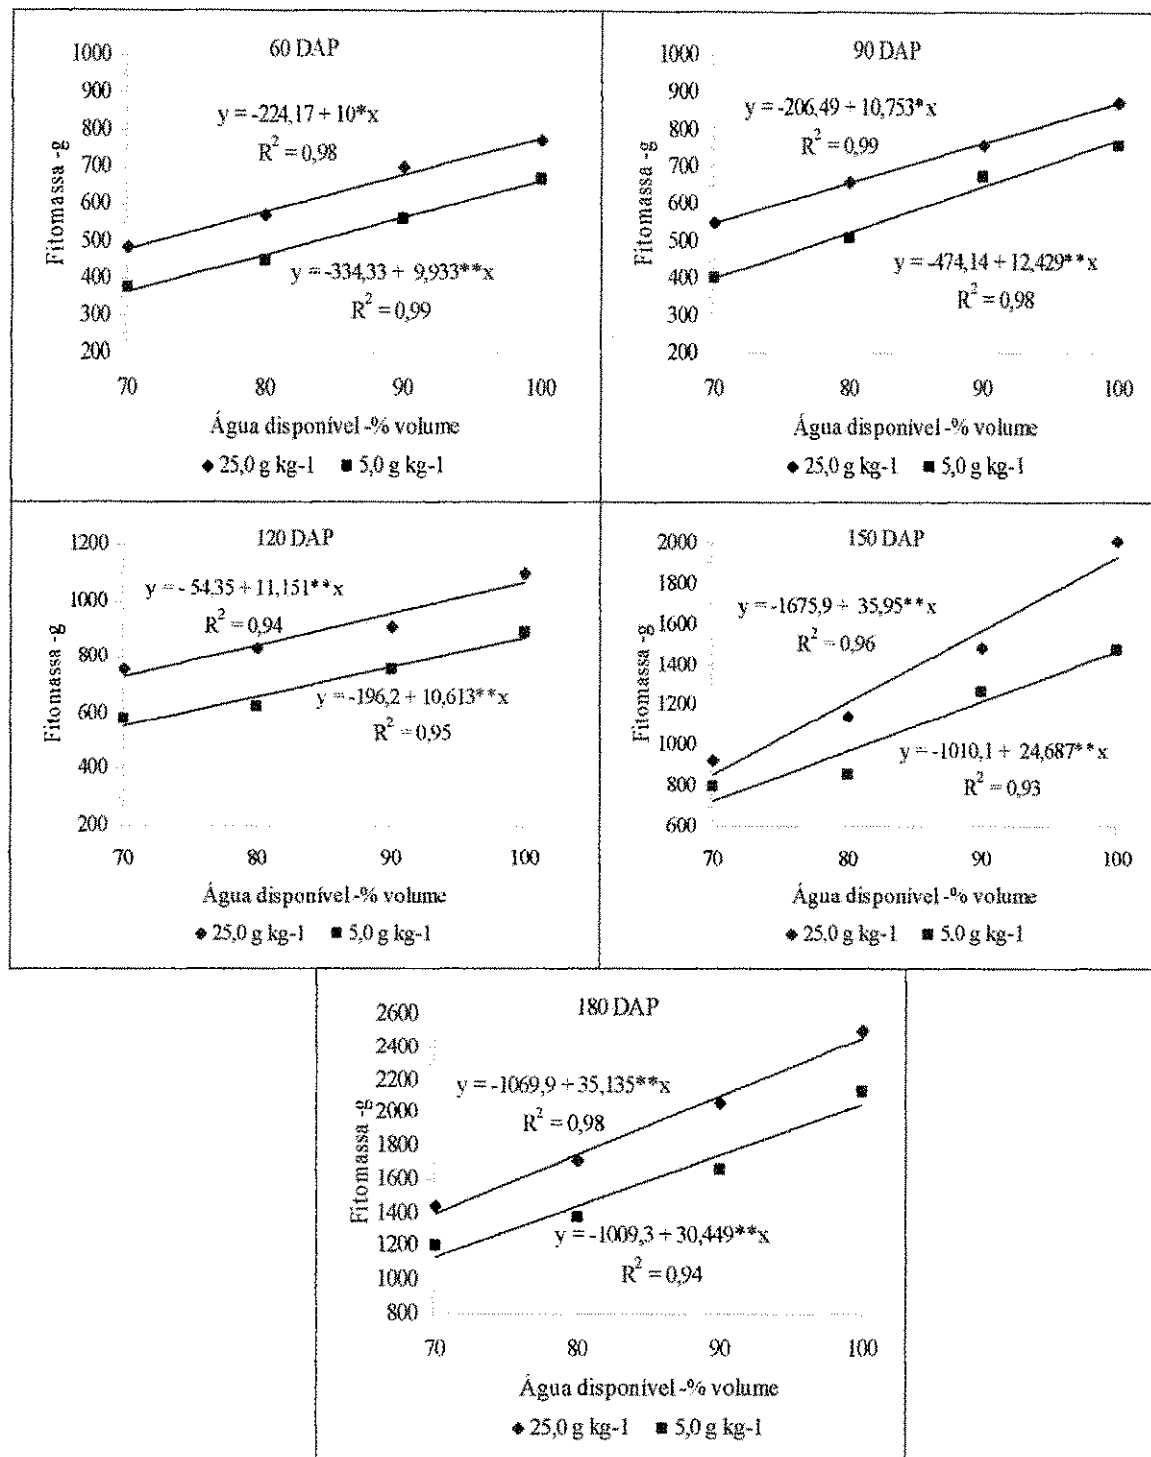 60 DAP
1000
900
800
700
600
500
400
300
200
Fitomassa -g
y = -224,17 + 10*x
R² = 0,98
y = -334,33 + 9,933**x
R² = 0,99
70 80 90 100
Água disponível -% volume
25,0 g kg-1 5,0 g kg-1
90 DAP
1000
900
800
700
600
500
400
300
200
Fitomassa -g
y = -206,49 + 10,753*x
R² = 0,99
y = -474,14 + 12,429**x
R² = 0,98
70 80 90 100
Água disponível -% volume
25,0 g kg-1 5,0 g kg-1
120 DAP
1200
1000
800
600
400
200
Fitomassa -g
y = - 54,35 + 11,151**x
R² = 0,94
y = -196,2 + 10,613**x
R² = 0,95
70 80 90 100
Água disponível -% volume
25,0 g kg-1 5,0 g kg-1
150 DAP
2000
1800
1600
1400
1200
1000
800
600
Fitomassa -g
y = -1675,9 + 35,95**x
R² = 0,96
y = -1010,1 + 24,687**x
R² = 0,93
70 80 90 100
Água disponível -% volume
25,0 g kg-1 5,0 g kg-1
180 DAP
2600
2400
2200
2000
1800
1600
1400
1200
1000
800
Fitomassa -g
y = -1069,9 + 35,135**x
R² = 0,98
y = -1009,3 + 30,449**x
R² = 0,94
70 80 90 100
Água disponível -% volume
25,0 g kg-1 5,0 g kg-1